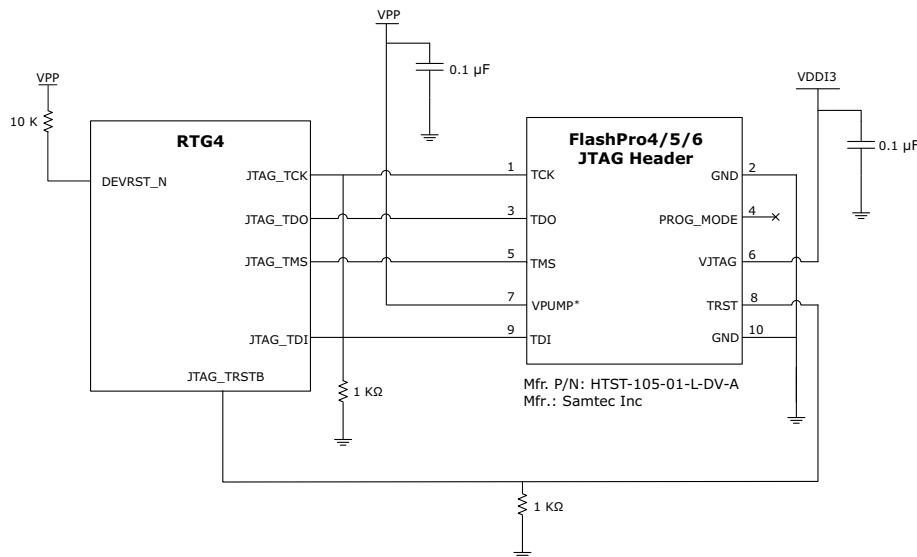 VPP
0.1 µF
VPP
10 K
VDDI3
0.1 µF
RTG4
DEVRST_N
JTAG_TCK
JTAG_TDO
JTAG_TMS
JTAG_TDI
JTAG_TRSTB
1 KΩ
FlashPro4/5/6
JTAG Header
1
TCK
3
TDO
5
TMS
7
VPUMP*
9
TDI
GND
2
PROG_MODE
4
VJTAG
6
TRST
8
GND
10
Mfr. P/N: HTST-105-01-L-DV-A
Mfr.: Samtec Inc
1 KΩ